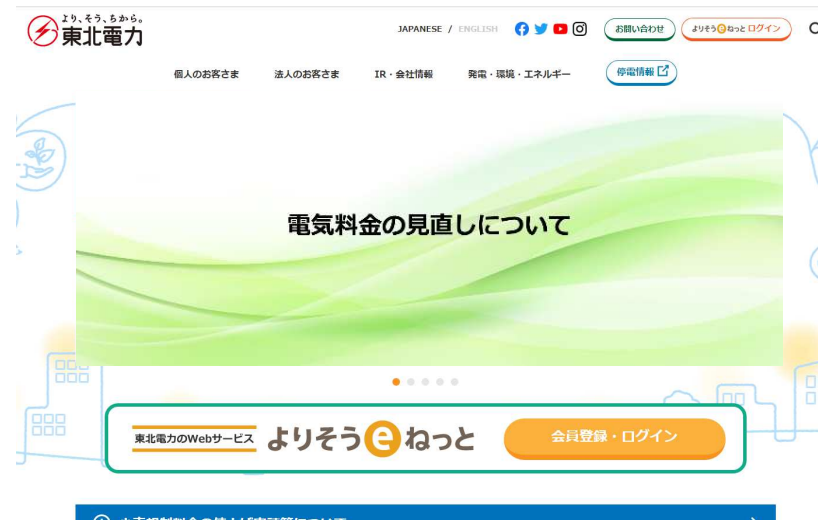 より、そう、ちから。
東北電力
JAPANESE / ENGLISH
お問い合わせ
よりそうeねっと ログイン
個人のお客さま
法人のお客さま
IR・会社情報
発電・環境・エネルギー
停電情報
電気料金の見直しについて
東北電力のWebサービス
よりそうeねっと
会員登録・ログイン